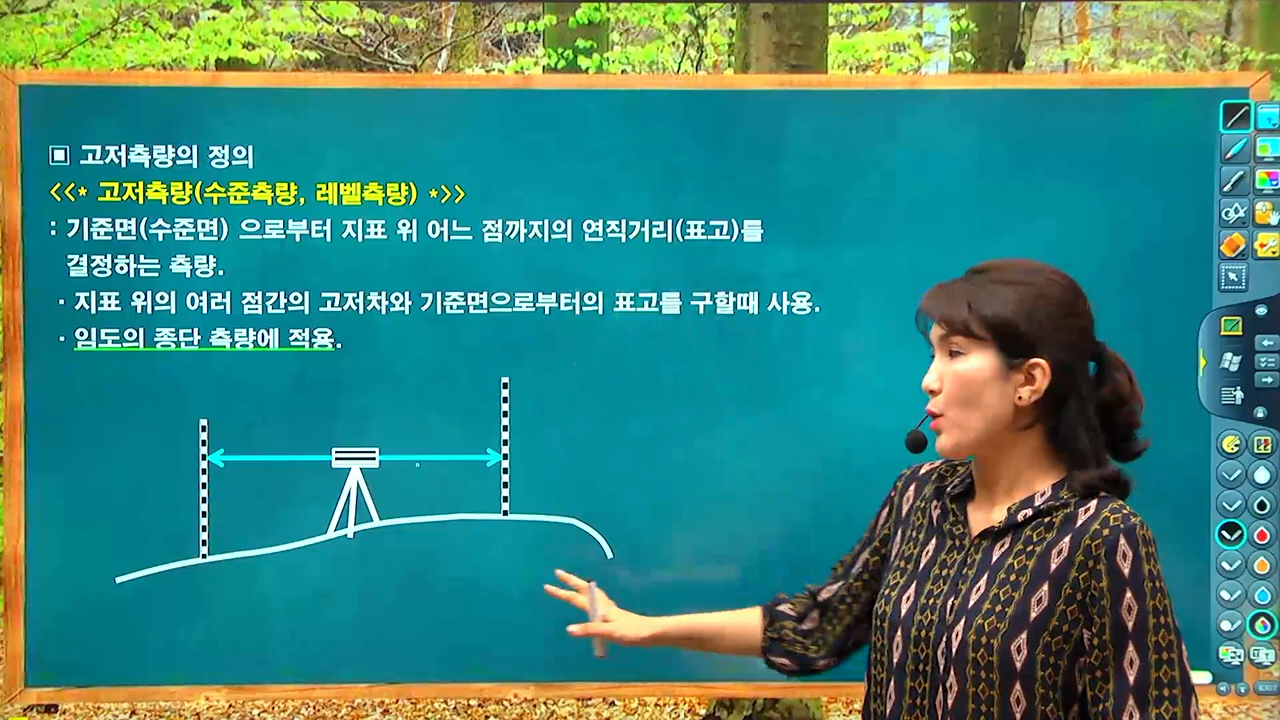 ▣ 고저측량의 정의
<<* 고저측량(수준측량, 레벨측량) *>>
: 기준면(수준면) 으로부터 지표 위 어느 점까지의 연직거리(표고)를
결정하는 측량.
· 지표 위의 여러 점간의 고저차와 기준면으로부터의 표고를 구할때 사용.
· 임도의 종단 측량에 적용.